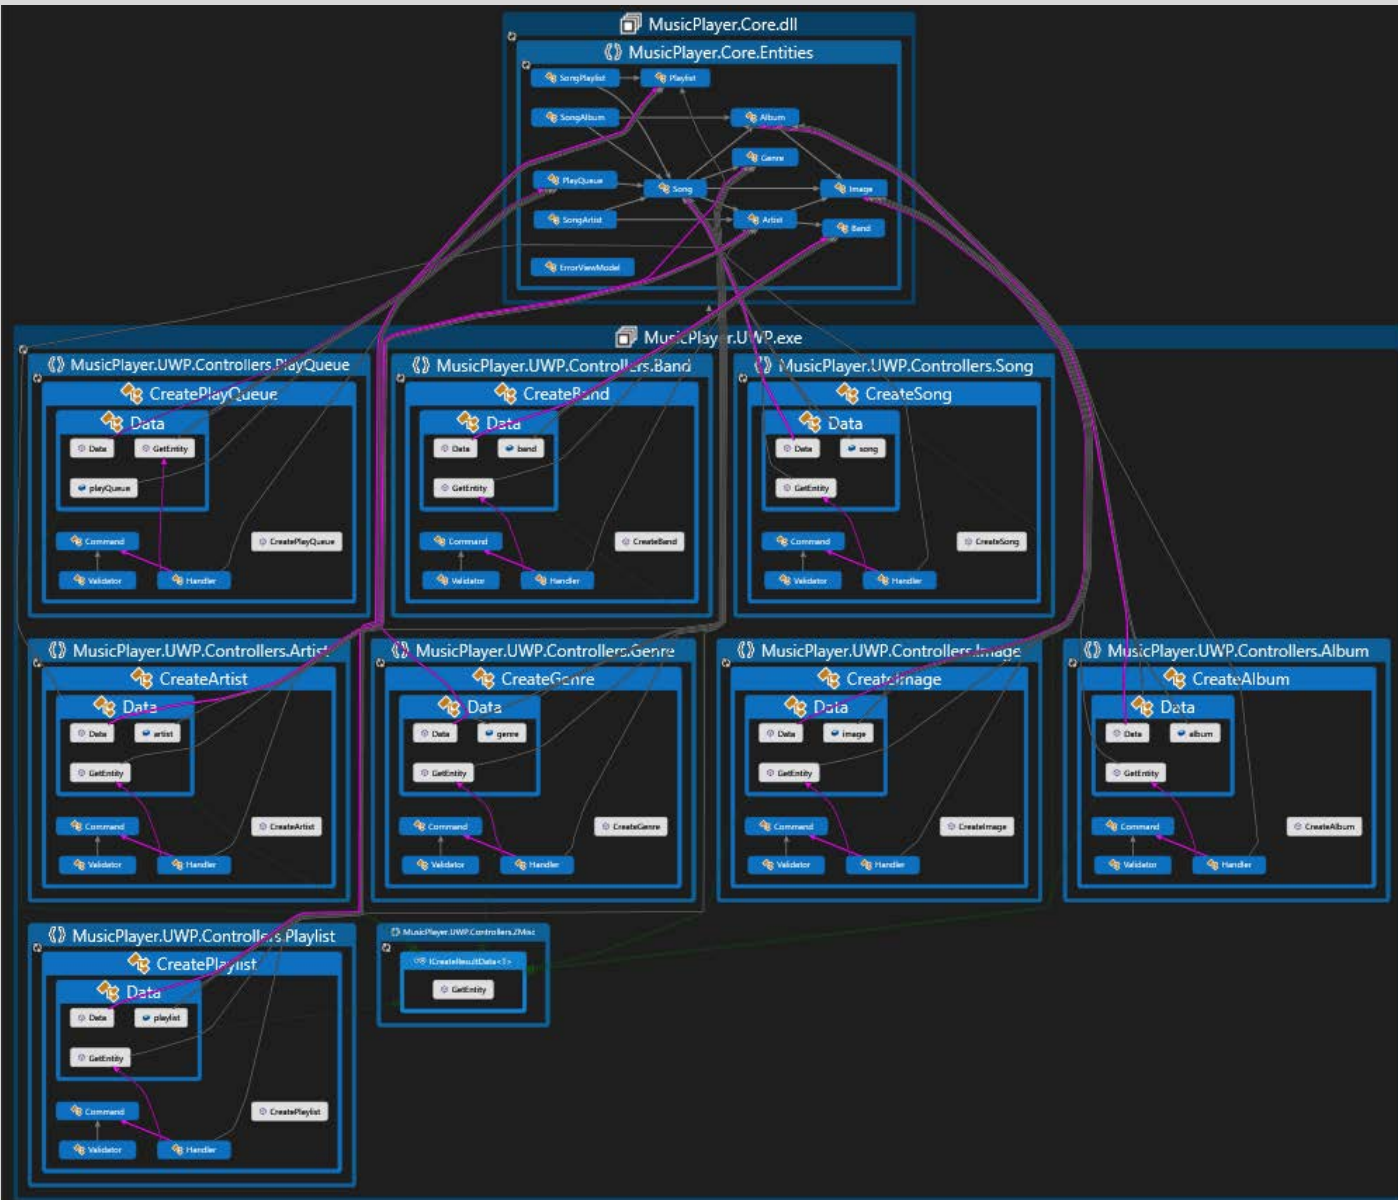 MusicPlayer.Core.dll
MusicPlayer.Core.Entities
SongPlaylist Playlist
SongAlbum Album
Genre
PlayQueue Song Image
SongArtist Artist Band
ErrorViewModel
MusicPlayer.UWP.exe
MusicPlayer.UWP.Controllers.PlayQueue
CreatePlayQueue
Data
Data GetEntity
playQueue
Command CreatePlayQueue
Validator Handler
MusicPlayer.UWP.Controllers.Band
CreateBand
Data
Data band
GetEntity
Command CreateBand
Validator Handler
MusicPlayer.UWP.Controllers.Song
CreateSong
Data
Data song
GetEntity
Command CreateSong
Validator Handler
MusicPlayer.UWP.Controllers.Artist
CreateArtist
Data
Data artist
GetEntity
Command CreateArtist
Validator Handler
MusicPlayer.UWP.Controllers.Genre
CreateGenre
Data
Data genre
GetEntity
Command CreateGenre
Validator Handler
MusicPlayer.UWP.Controllers.Image
CreateImage
Data
Data image
GetEntity
Command CreateImage
Validator Handler
MusicPlayer.UWP.Controllers.Album
CreateAlbum
Data
Data album
GetEntity
Command CreateAlbum
Validator Handler
MusicPlayer.UWP.Controllers.Playlist
CreatePlaylist
Data
Data playlist
GetEntity
Command CreatePlaylist
Validator Handler
MusicPlayer.UWP.Controllers.ZMisc
ICreateResultData<T>
GetEntity